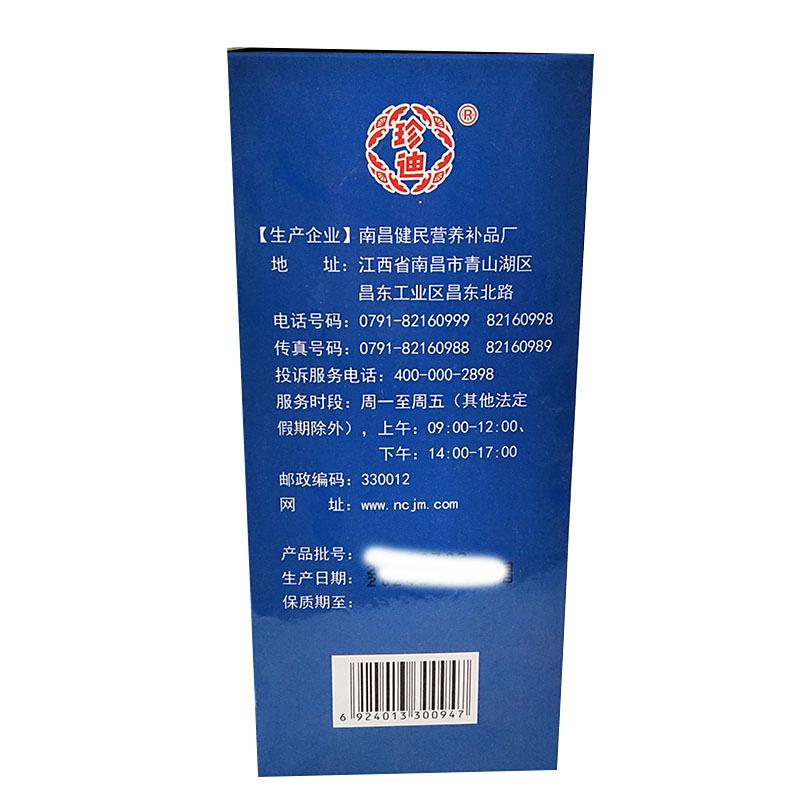 珍迪®
【生产企业】南昌健民营养补品厂
地 址：江西省南昌市青山湖区
昌东工业区昌东北路
电话号码：0791-82160999 82160998
传真号码：0791-82160988 82160989
投诉服务电话：400-000-2898
服务时段：周一至周五（其他法定
假期除外），上午：09:00-12:00、
下午：14:00-17:00
邮政编码：330012
网 址：www.ncjm.com
产品批号：
生产日期：
保质期至：
6 924013 300947